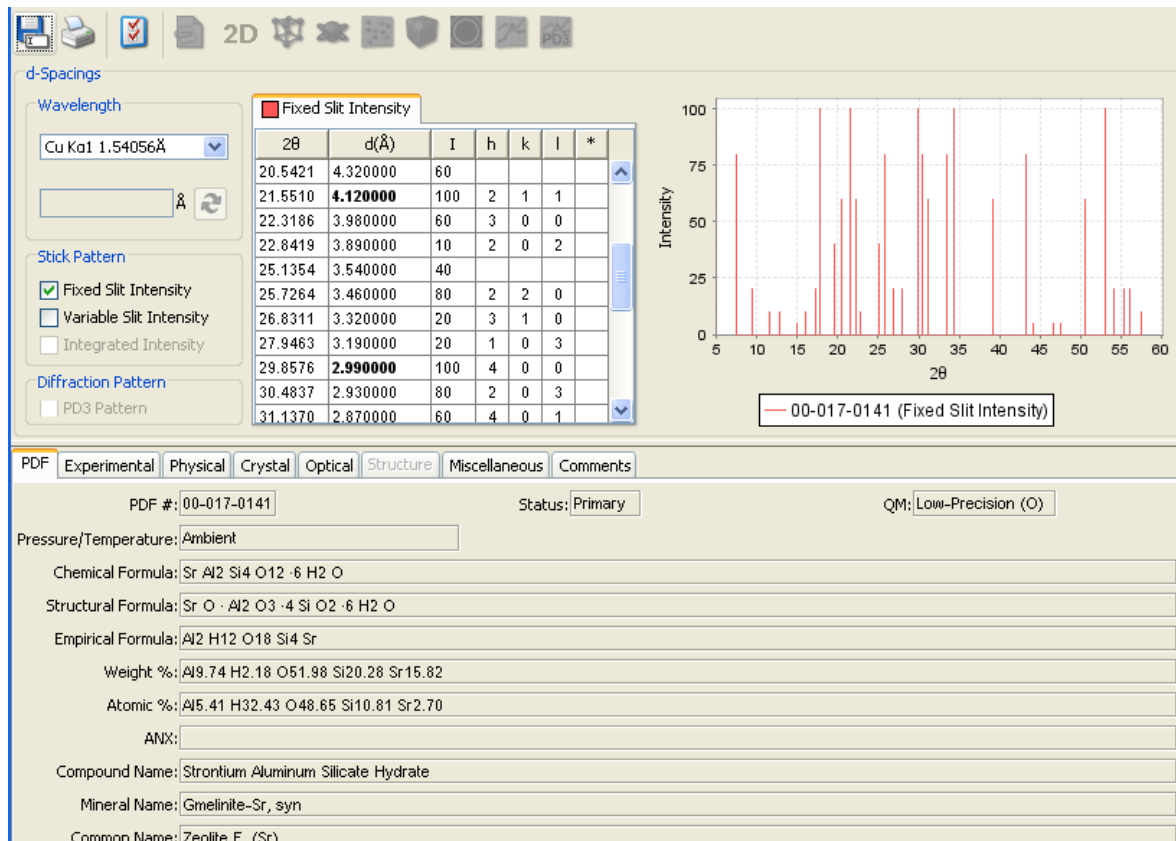 2D
PD3
d-Spacings
Wavelength
Cu Ka1 1.54056Å
Å
Stick Pattern
Fixed Slit Intensity
Variable Slit Intensity
Integrated Intensity
Diffraction Pattern
PD3 Pattern
Fixed Slit Intensity
2θ d(Å) I h k l *
20.5421 4.320000 60
21.5510 4.120000 100 2 1 1
22.3186 3.980000 60 3 0 0
22.8419 3.890000 10 2 0 2
25.1354 3.540000 40
25.7264 3.460000 80 2 2 0
26.8311 3.320000 20 3 1 0
27.9463 3.190000 20 1 0 3
29.8576 2.990000 100 4 0 0
30.4837 2.930000 80 2 0 3
31.1370 2.870000 60 4 0 1
Intensity
100
75
50
25
0
5 10 15 20 25 30 35 40 45 50 55 60
2θ
00-017-0141 (Fixed Slit Intensity)
PDF Experimental Physical Crystal Optical Structure Miscellaneous Comments
PDF #: 00-017-0141 Status: Primary QM: Low-Precision (O)
Pressure/Temperature: Ambient
Chemical Formula: Sr Al2 Si4 O12 ·6 H2 O
Structural Formula: Sr O · Al2 O3 ·4 Si O2 ·6 H2 O
Empirical Formula: Al2 H12 O18 Si4 Sr
Weight %: Al9.74 H2.18 O51.98 Si20.28 Sr15.82
Atomic %: Al5.41 H32.43 O48.65 Si10.81 Sr2.70
ANX:
Compound Name: Strontium Aluminum Silicate Hydrate
Mineral Name: Gmelinite-Sr, syn
Common Name: Zeolite F, (Sr)